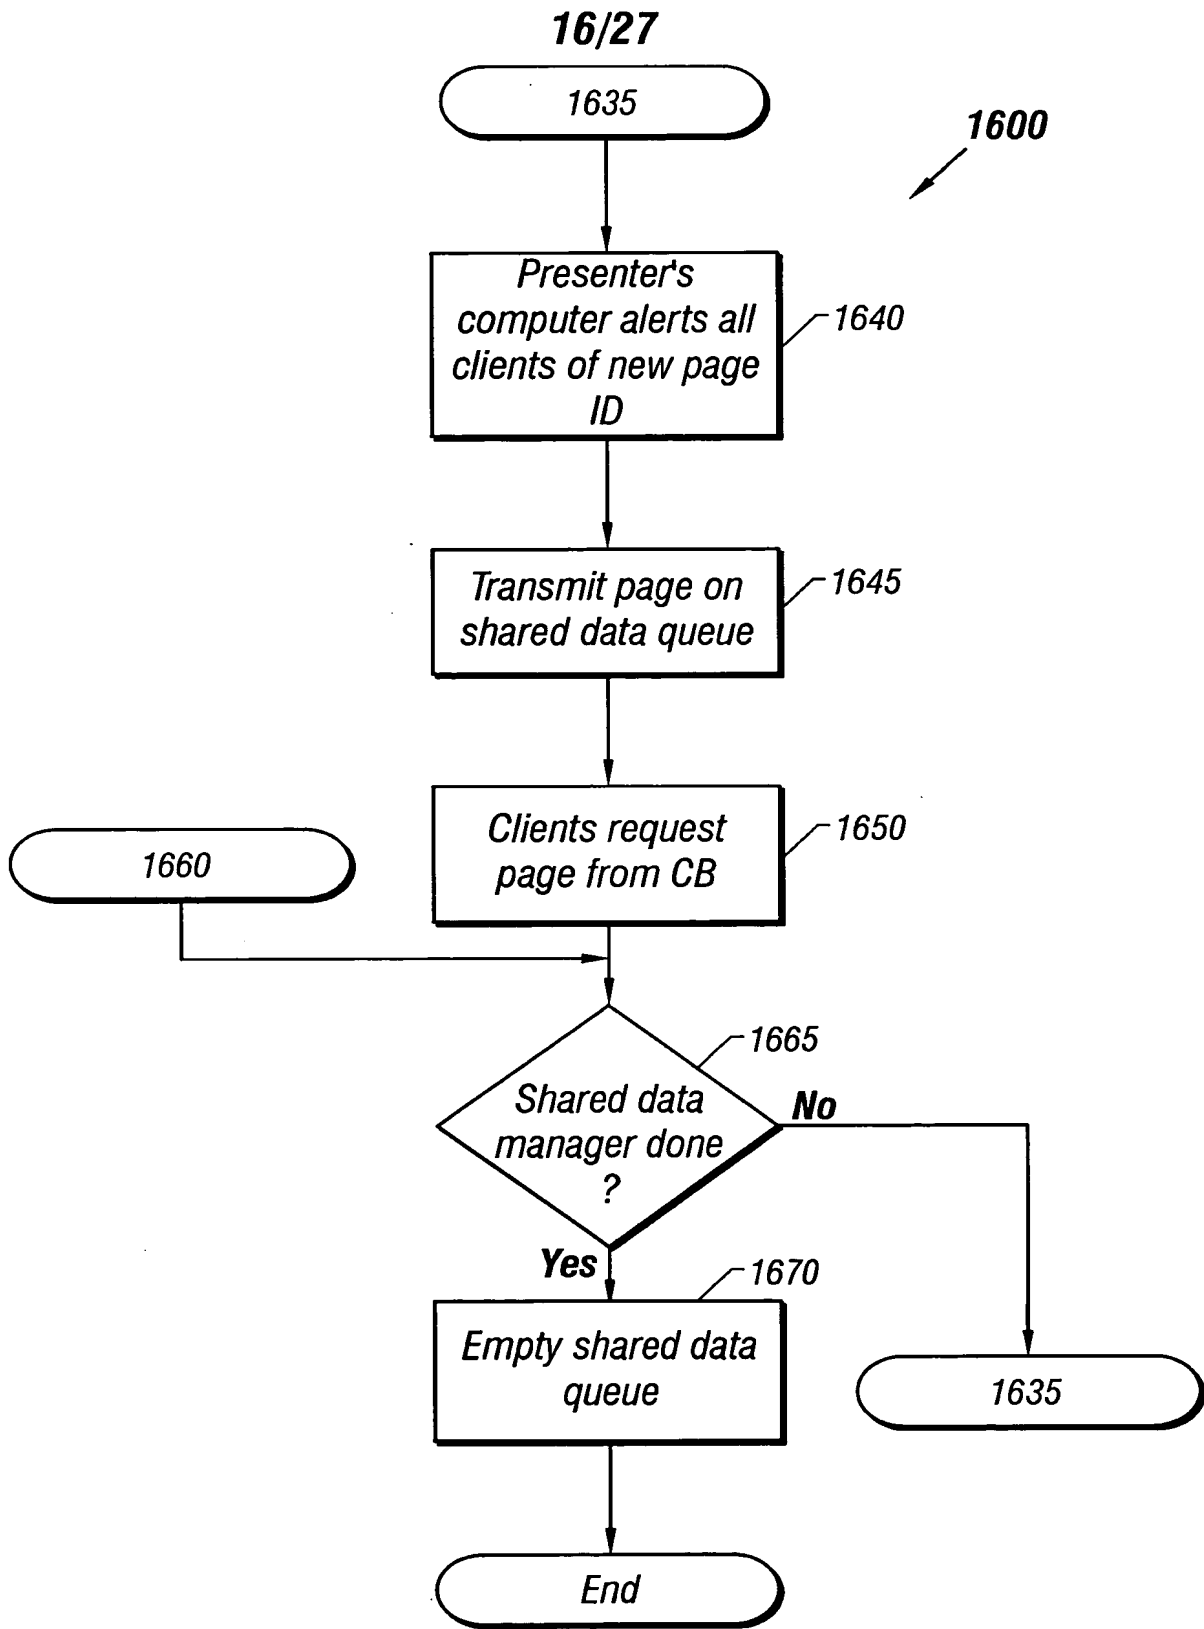 16/27
1635
1600
Presenter's
computer alerts all
clients of new page
ID
1640
Transmit page on
shared data queue
1645
Clients request
page from CB
1650
1660
Shared data
manager done
?
1665
No
Yes
1670
Empty shared data
queue
1635
End